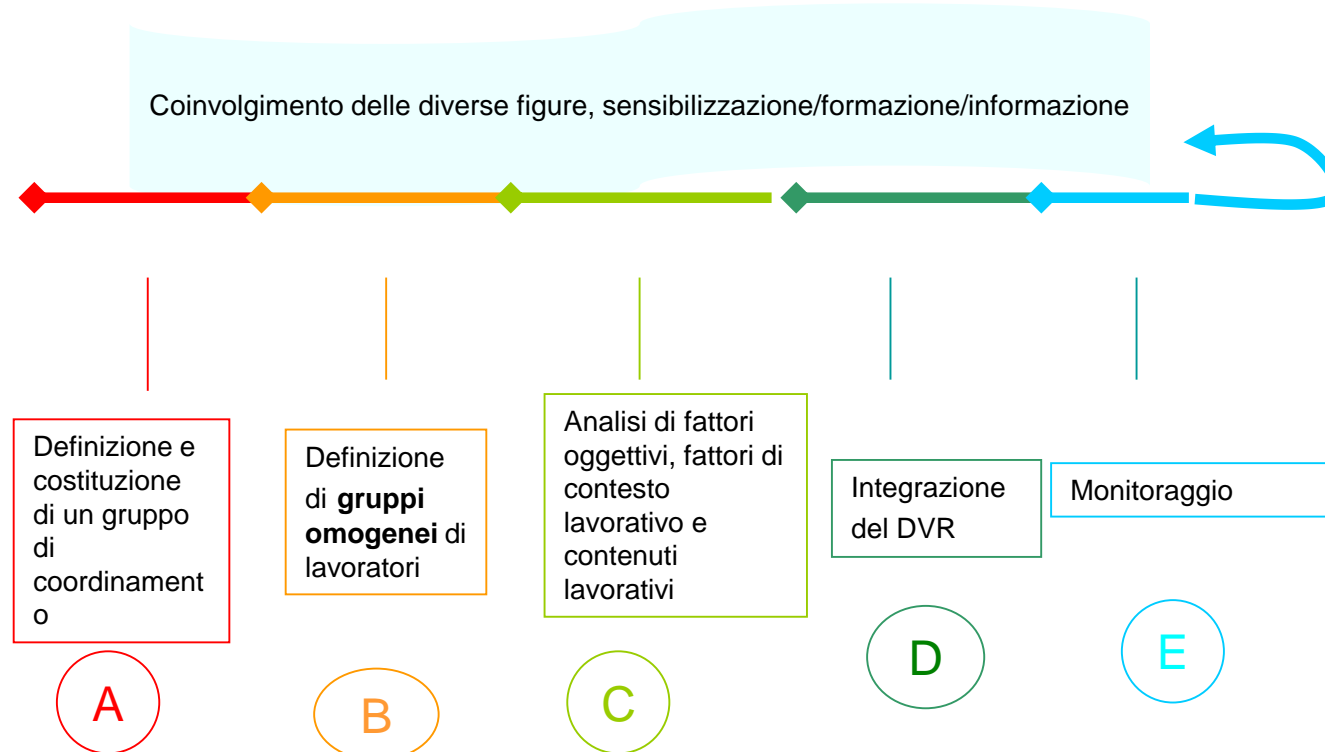 Coinvolgimento delle diverse figure, sensibilizzazione/formazione/informazione
Definizione e
costituzione
di un gruppo
di
coordinament
o
Definizione
di gruppi
omogenei di
lavoratori
Analisi di fattori
oggettivi, fattori di
contesto
lavorativo e
contenuti
lavorativi
Integrazione
del DVR
Monitoraggio
A
B
C
D
E